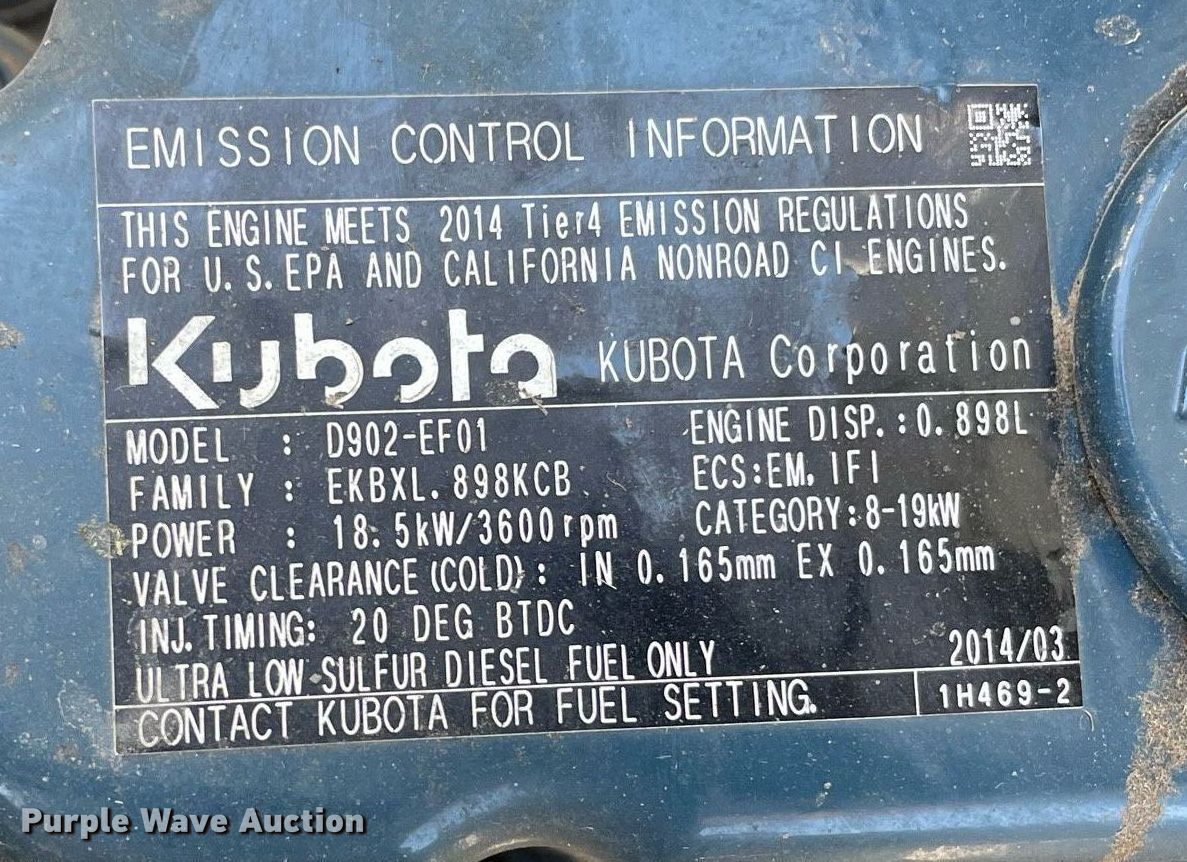 EMISSION CONTROL INFORMATION
THIS ENGINE MEETS 2014 Tier4 EMISSION REGULATIONS
FOR U.S.EPA AND CALIFORNIA NONROAD CI ENGINES.
Kubota KUBOTA Corporation
MODEL : D902-EF01 ENGINE DISP.:0.898L
FAMILY : EKBXL.898KCB ECS:EM,IFI
POWER : 18.5kW/3600rpm CATEGORY:8-19kW
VALVE CLEARANCE(COLD): IN 0.165mm EX 0.165mm
INJ.TIMING: 20 DEG BTDC
ULTRA LOW SULFUR DIESEL FUEL ONLY 2014/03
CONTACT KUBOTA FOR FUEL SETTING. 1H469-2
Purple Wave Auction